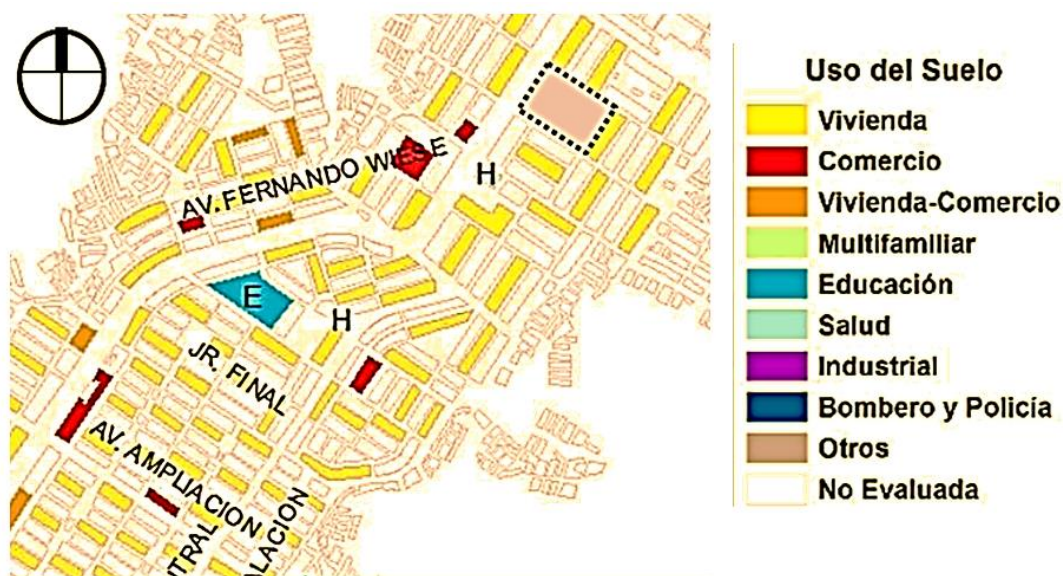 AV. FERNANDO WIESE
H
E
H
JR. FINAL
AV. AMPLIACION
Uso del Suelo
Vivienda
Comercio
Vivienda-Comercio
Multifamiliar
Educación
Salud
Industrial
Bombero y Policía
Otros
No Evaluada